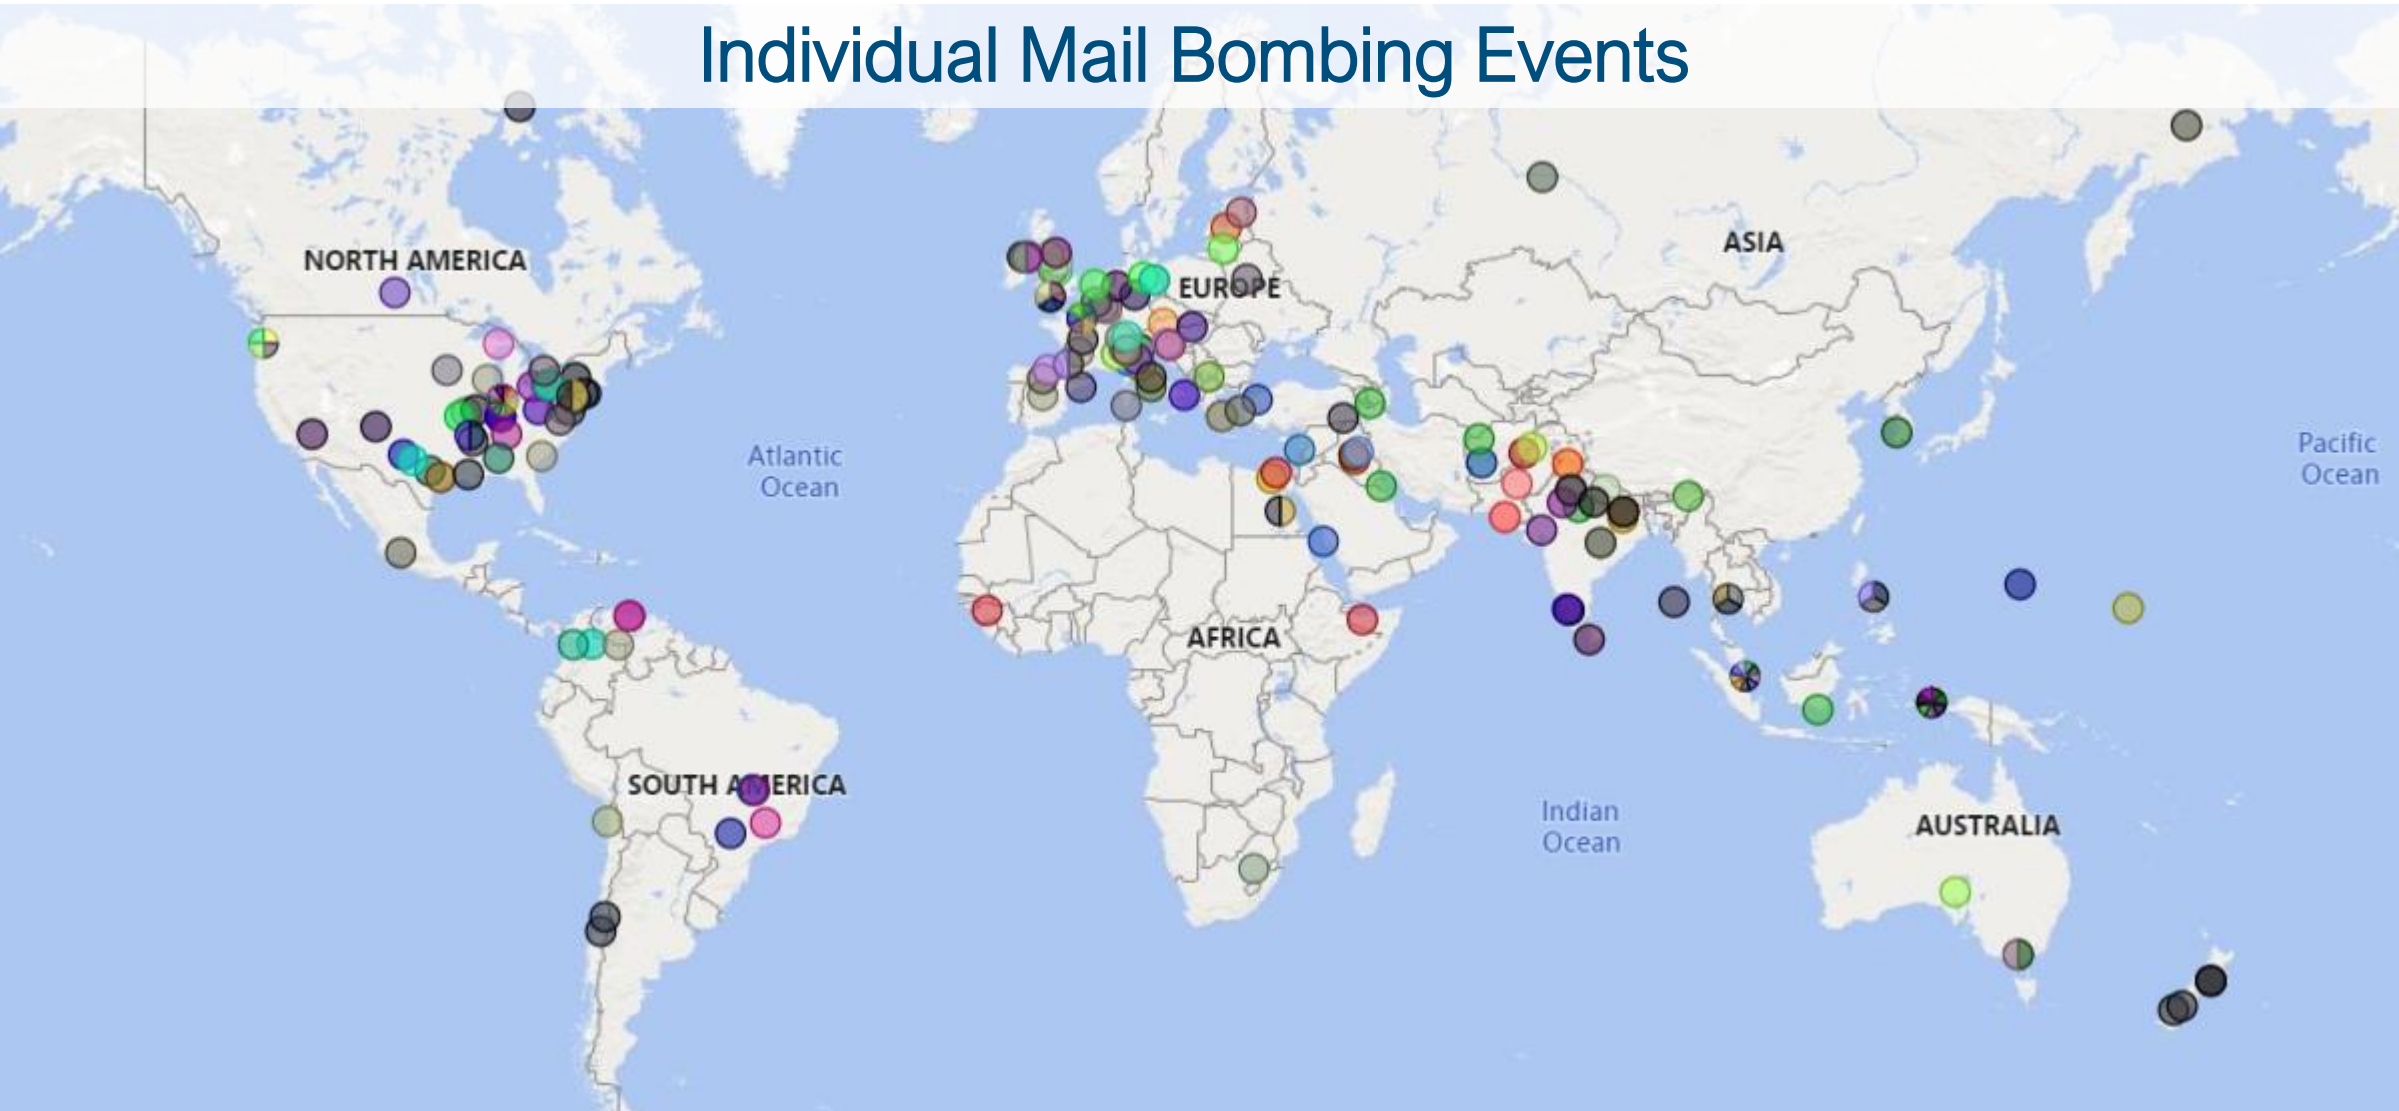 Individual Mail Bombing Events
NORTH AMERICA
EUROPE
ASIA
Atlantic
Ocean
Pacific
Ocean
AFRICA
SOUTH AMERICA
Indian
Ocean
AUSTRALIA